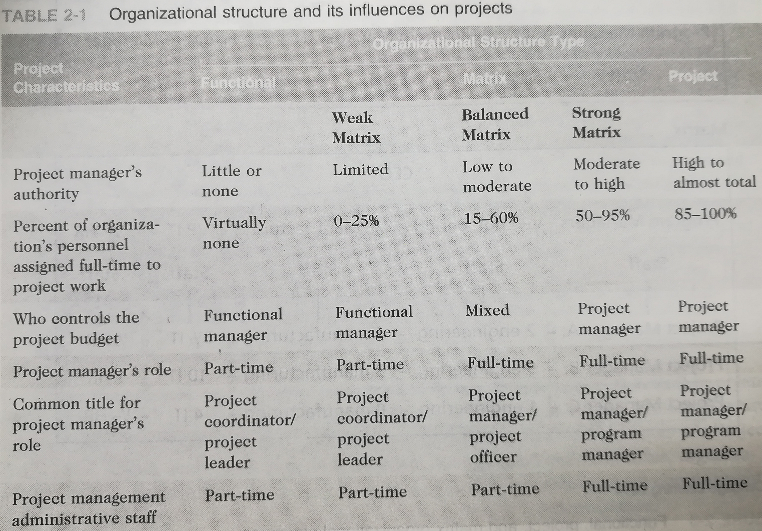 TABLE 2-1 Organizational structure and its influences on projects
Organizational Structure Type
Project
Characteristics Functional Matrix Project
Weak Balanced Strong
Matrix Matrix Matrix
Project manager's Little or Limited Low to Moderate High to
authority none moderate to high almost total
Percent of organiza- Virtually 0–25% 15–60% 50–95% 85–100%
tion's personnel none
assigned full-time to
project work
Who controls the Functional Functional Mixed Project Project
project budget manager manager manager manager
Project manager's role Part-time Part-time Full-time Full-time Full-time
Common title for Project Project Project Project Project
project manager's coordinator/ coordinator/ manager/ manager/ manager/
role project project project program program
leader leader officer manager manager
Project management Part-time Part-time Part-time Full-time Full-time
administrative staff